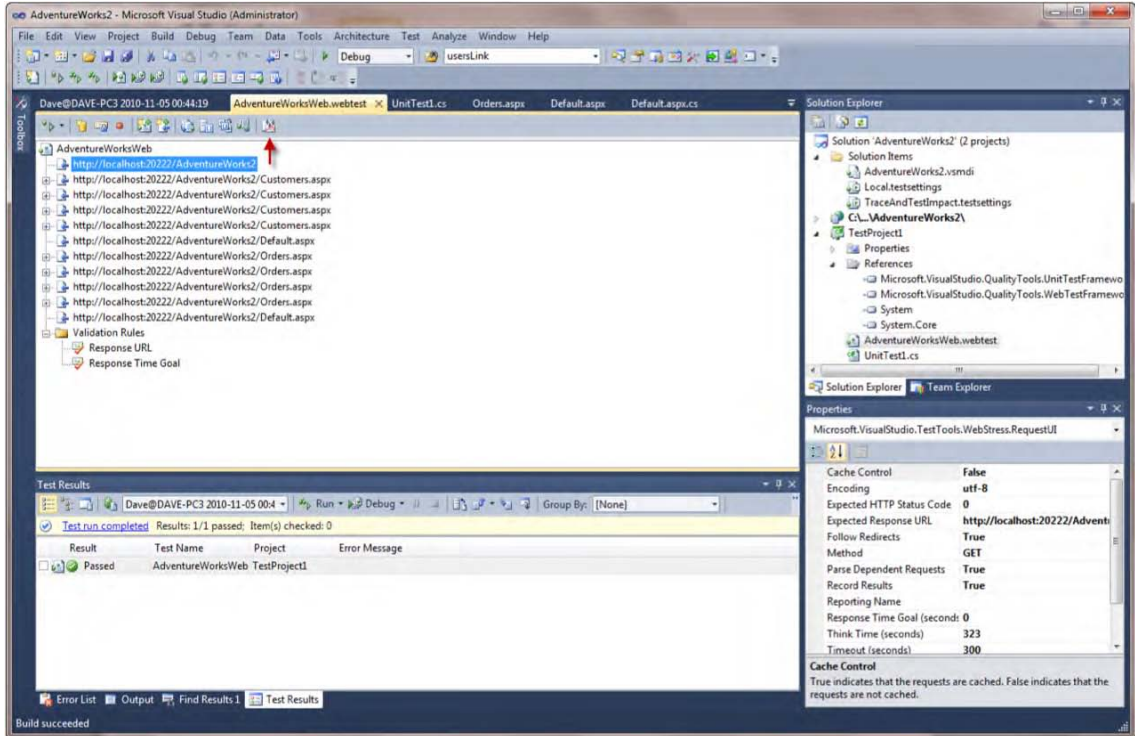 AdventureWorks2 - Microsoft Visual Studio (Administrator)
File Edit View Project Build Debug Team Data Tools Architecture Test Analyze Window Help
Debug usersLink
Dave@DAVE-PC3 2010-11-05 00:44:19 AdventureWorksWeb.webtest UnitTest1.cs Orders.aspx Default.aspx Default.aspx.cs
Toolbox
AdventureWorksWeb
http://localhost:20222/AdventureWorks2
http://localhost:20222/AdventureWorks2/Customers.aspx
http://localhost:20222/AdventureWorks2/Customers.aspx
http://localhost:20222/AdventureWorks2/Customers.aspx
http://localhost:20222/AdventureWorks2/Customers.aspx
http://localhost:20222/AdventureWorks2/Default.aspx
http://localhost:20222/AdventureWorks2/Orders.aspx
http://localhost:20222/AdventureWorks2/Orders.aspx
http://localhost:20222/AdventureWorks2/Orders.aspx
http://localhost:20222/AdventureWorks2/Orders.aspx
http://localhost:20222/AdventureWorks2/Default.aspx
Validation Rules
Response URL
Response Time Goal
Solution Explorer
Solution 'AdventureWorks2' (2 projects)
Solution Items
AdventureWorks2.vsmdi
Local.testsettings
TraceAndTestImpact.testsettings
C:\...\AdventureWorks2\
TestProject1
Properties
References
Microsoft.VisualStudio.QualityTools.UnitTestFramewo
Microsoft.VisualStudio.QualityTools.WebTestFramewo
System
System.Core
AdventureWorksWeb.webtest
UnitTest1.cs
Solution Explorer Team Explorer
Properties
Microsoft.VisualStudio.TestTools.WebStress.RequestUI
Cache Control False
Encoding utf-8
Expected HTTP Status Code 0
Expected Response URL http://localhost:20222/Advent
Follow Redirects True
Method GET
Parse Dependent Requests True
Record Results True
Reporting Name
Response Time Goal (second: 0
Think Time (seconds) 323
Timeout (seconds) 300
Cache Control
True indicates that the requests are cached. False indicates that the
requests are not cached.
Test Results
Dave@DAVE-PC3 2010-11-05 00:4 Run Debug Group By: [None]
Test run completed Results: 1/1 passed; Item(s) checked: 0
Result Test Name Project Error Message
Passed AdventureWorksWeb TestProject1
Error List Output Find Results 1 Test Results
Build succeeded